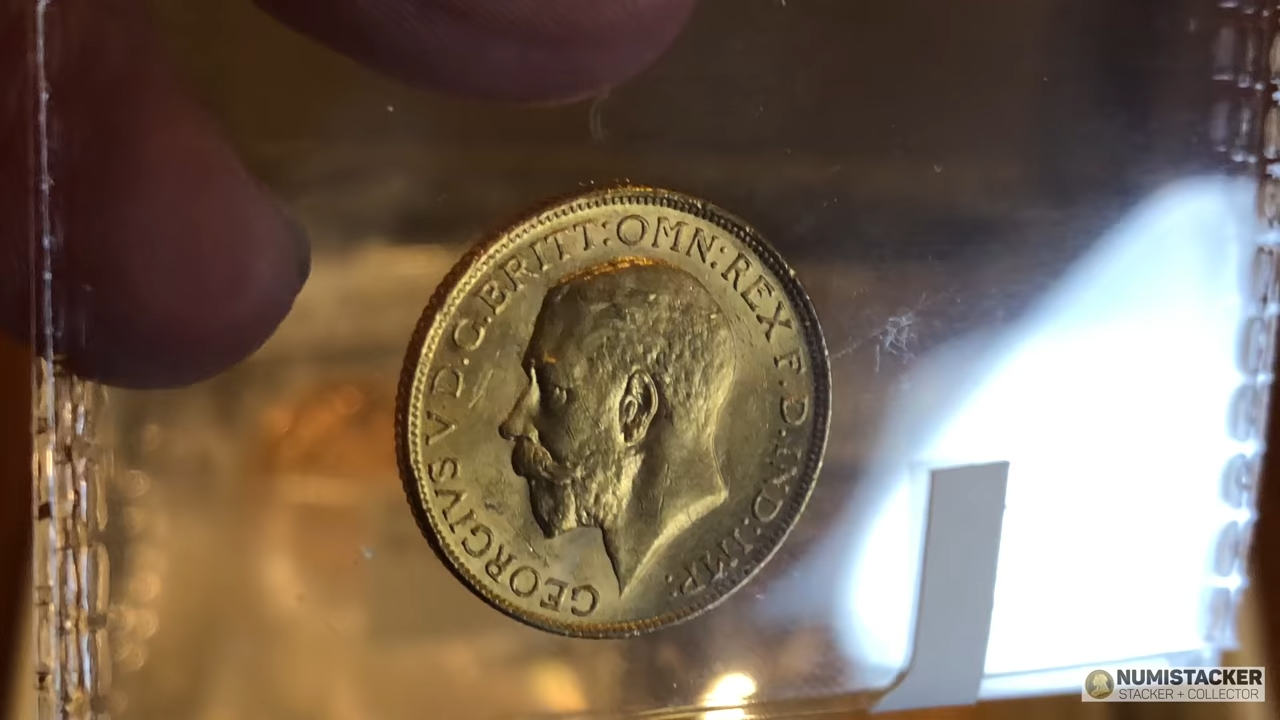 GEORGIVS V D.G.BRITT:OMN:REX F.D.IND:IMP:
NUMISTACKER
STACKER + COLLECTOR